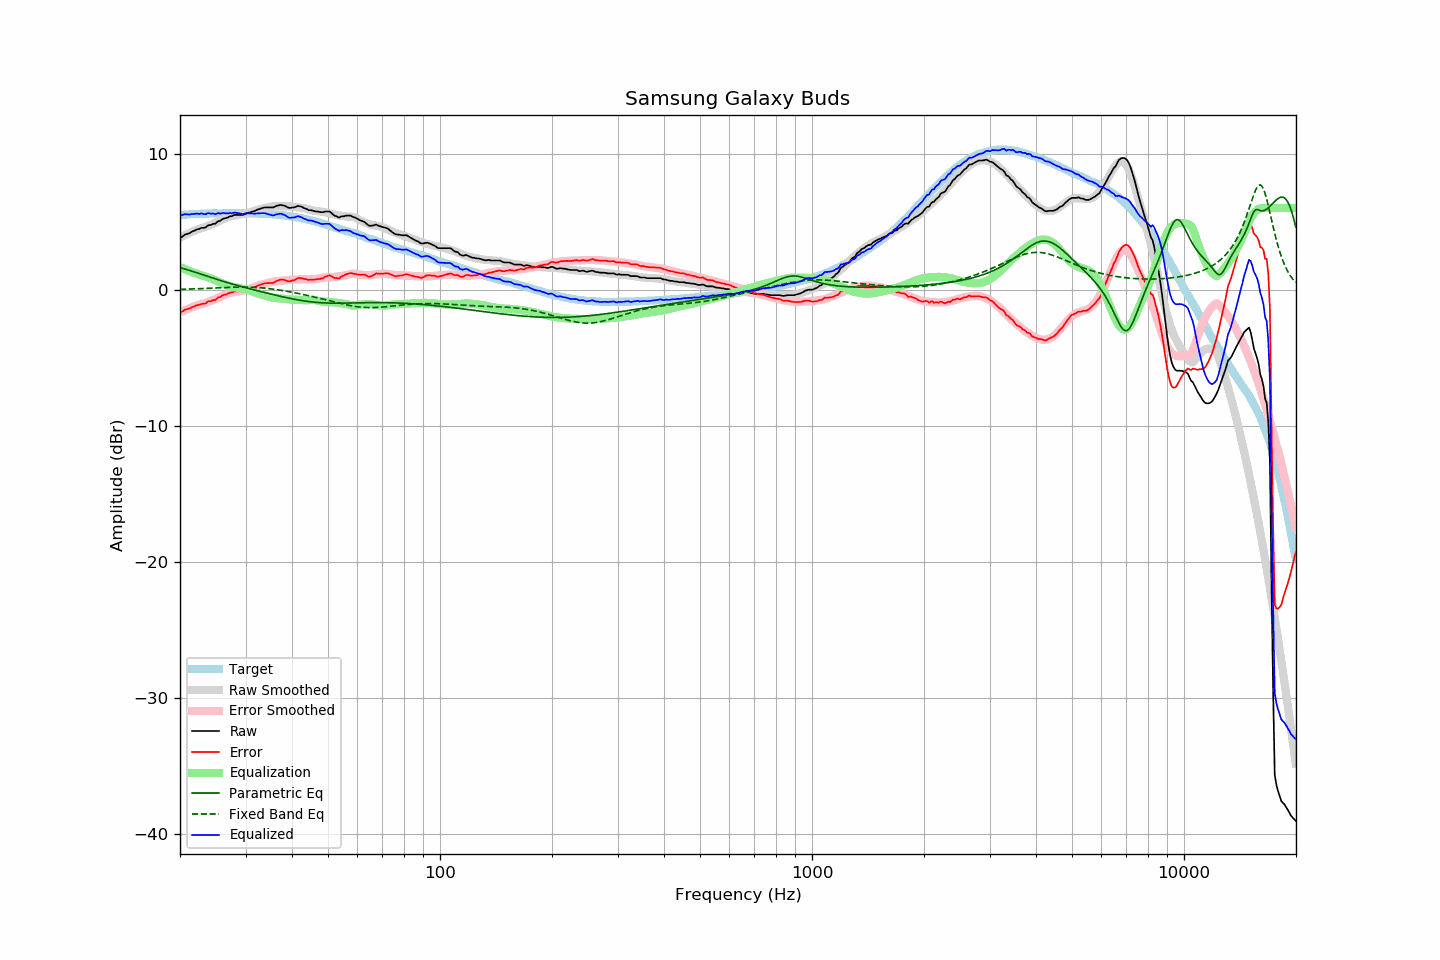 Samsung Galaxy Buds
10
0
−10
−20
−30
−40
Amplitude (dBr)
Target
Raw Smoothed
Error Smoothed
Raw
Error
Equalization
Parametric Eq
Fixed Band Eq
Equalized
100
1000
10000
Frequency (Hz)